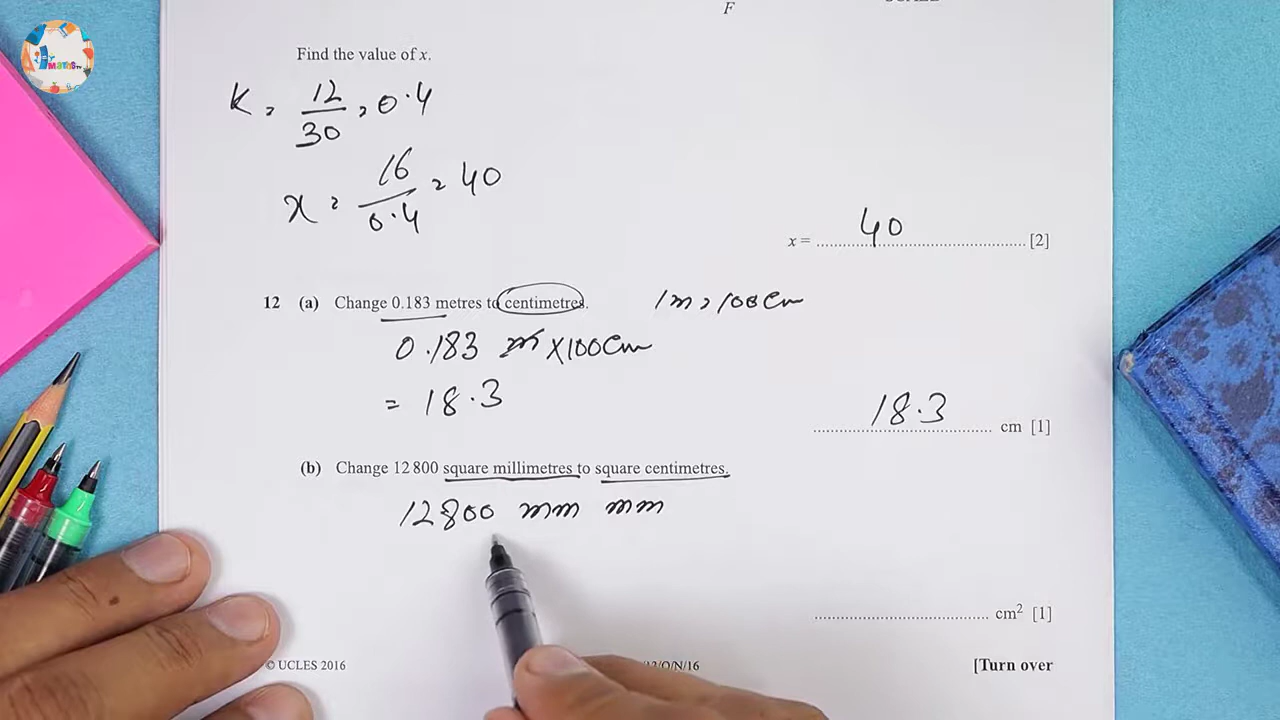 F
Find the value of x.
K = 12/30 = 0.4
x = 16/0.4 = 40
40
x = ........ [2]
12 (a) Change 0.183 metres to centimetres.
1m = 100cm
0.183 m x100cm
= 18.3
18.3
........ cm [1]
(b) Change 12 800 square millimetres to square centimetres.
12800 mm mm
........ cm² [1]
© UCLES 2016
/O/N/16
[Turn over